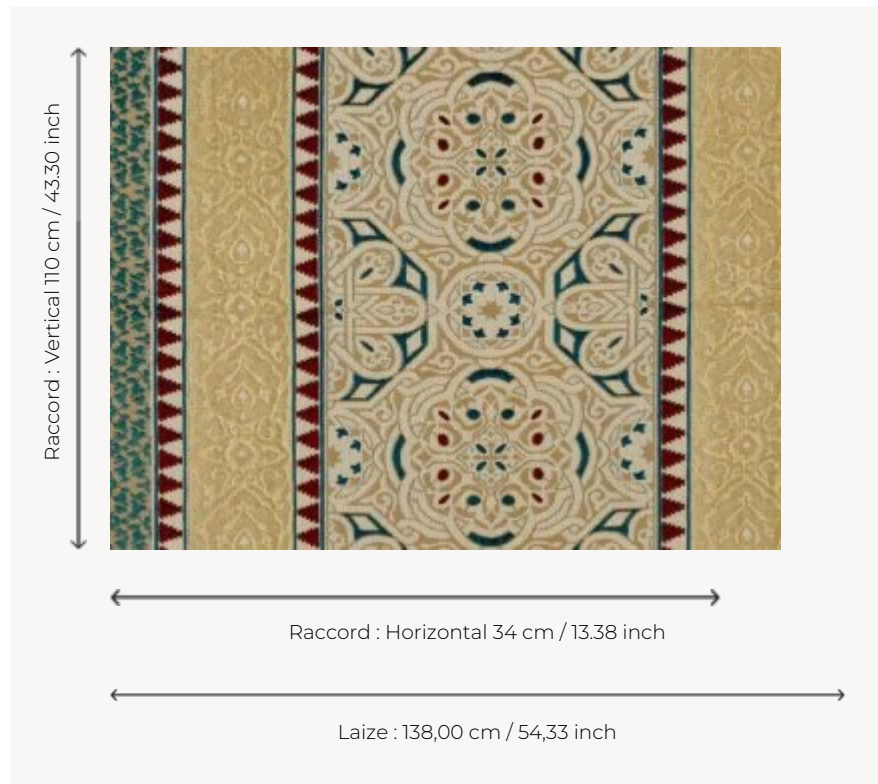 Raccord : Vertical 110 cm / 43.30 inch
Raccord : Horizontal 34 cm / 13.38 inch
Laize : 138,00 cm / 54,33 inch